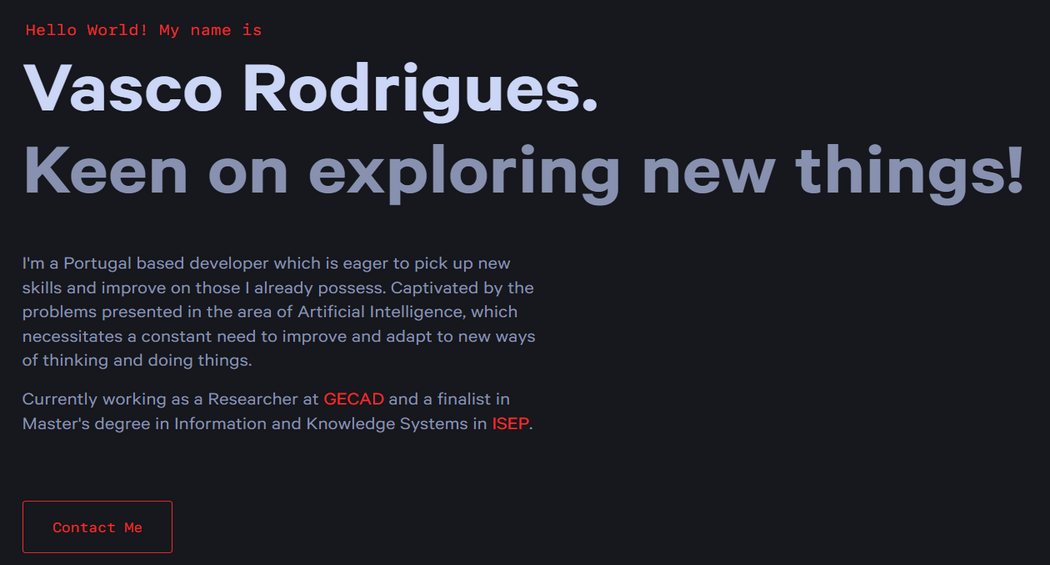 Hello World! My name is
Vasco Rodrigues.
Keen on exploring new things!
I'm a Portugal based developer which is eager to pick up new
skills and improve on those I already possess. Captivated by the
problems presented in the area of Artificial Intelligence, which
necessitates a constant need to improve and adapt to new ways
of thinking and doing things.
Currently working as a Researcher at GECAD and a finalist in
Master's degree in Information and Knowledge Systems in ISEP.
Contact Me